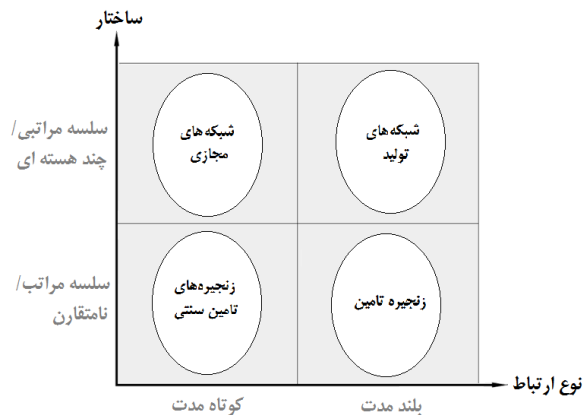 ساختار
سلسه مراتبی/
چند هسته ای
شبکه‌های
مجازی
شبکه‌های
تولید
سلسه مراتب/
نامتقارن
زنجیره‌های
تامین سنتی
زنجیره تامین
نوع ارتباط
کوتاه مدت
بلند مدت